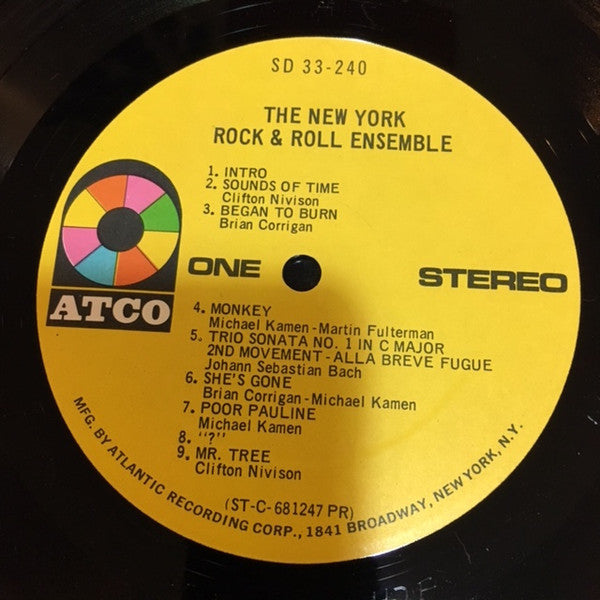 SD 33-240
THE NEW YORK
ROCK & ROLL ENSEMBLE
1. INTRO
2. SOUNDS OF TIME
Clifton Nivison
3. BEGAN TO BURN
Brian Corrigan
ATCO
ONE
STEREO
4. MONKEY
Michael Kamen-Martin Fulterman
5. TRIO SONATA NO. 1 IN C MAJOR
2ND MOVEMENT-ALLA BREVE FUGUE
Johann Sebastian Bach
6. SHE'S GONE
Brian Corrigan-Michael Kamen
7. POOR PAULINE
Michael Kamen
8. "?"
9. MR. TREE
Clifton Nivison
(ST-C-681247 PR)
MFG. BY ATLANTIC RECORDING CORP., 1841 BROADWAY, NEW YORK, N.Y.